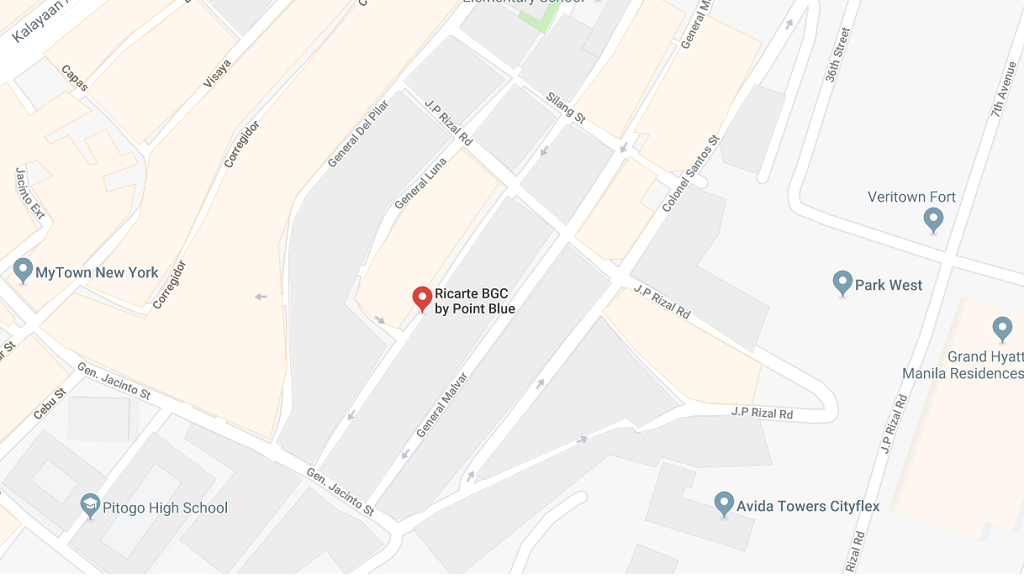 Elementary School
Kalayaan
General M
36th Street
7th Avenue
Capas
Visaya
Silang St
General Del Pilar
J.P Rizal Rd
Corregidor
General Luna
Colonel Santos St
Jacinto Ext
Veritown Fort
MyTown New York
Corregidor
Ricarte BGC
by Point Blue
Park West
J.P Rizal Rd
Grand Hyatt
Manila Residences
Gen. Jacinto St
Cebu St
General Malvar
J.P Rizal Rd
J.P Rizal Rd
Gen. Jacinto St
Pitogo High School
Avida Towers Cityflex
Rizal Rd